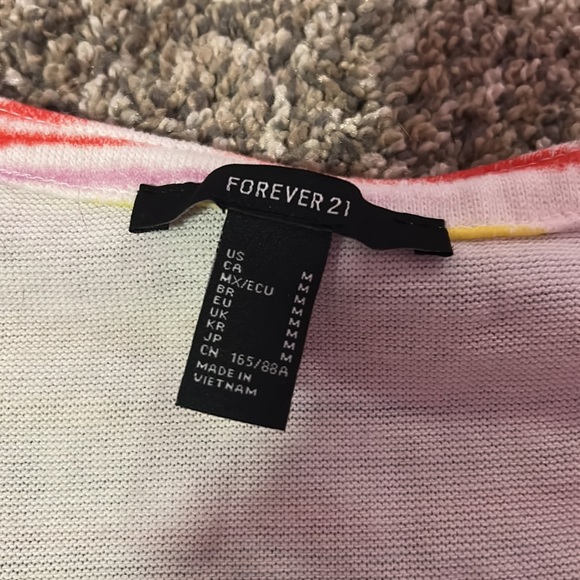 FOREVER 21
US M
CA M
MX/ECU M
BR M
EU M
UK M
KR M
JP M
CN 165/88A
MADE IN
VIETNAM